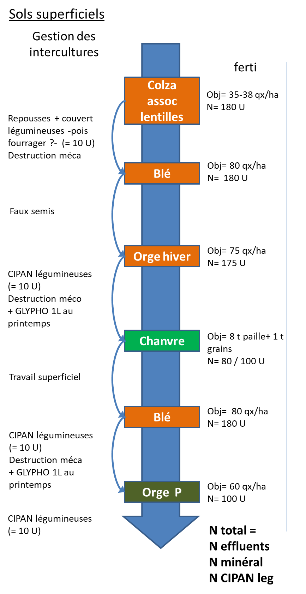 Sols superficiels
Gestion des
intercultures
ferti
Colza
assoc
lentilles
Obj= 35-38 qx/ha
N= 180 U
Repousses + couvert
légumineuses -pois
fourrager ?- (= 10 U)
Destruction méca
Blé
Obj= 80 qx/ha
N= 180 U
Faux semis
Orge hiver
Obj= 75 qx/ha
N= 175 U
CIPAN légumineuses
(= 10 U)
Destruction méco
+ GLYPHO 1L au
printemps
Chanvre
Obj= 8 t paille+ 1 t
grains
N= 80 / 100 U
Travail superficiel
Blé
Obj= 80 qx/ha
N= 180 U
CIPAN légumineuses
(= 10 U)
Destruction méca
+ GLYPHO 1L au
printemps
Orge P
Obj= 60 qx/ha
N= 100 U
CIPAN légumineuses
(= 10 U)
N total =
N effluents
N minéral
N CIPAN leg